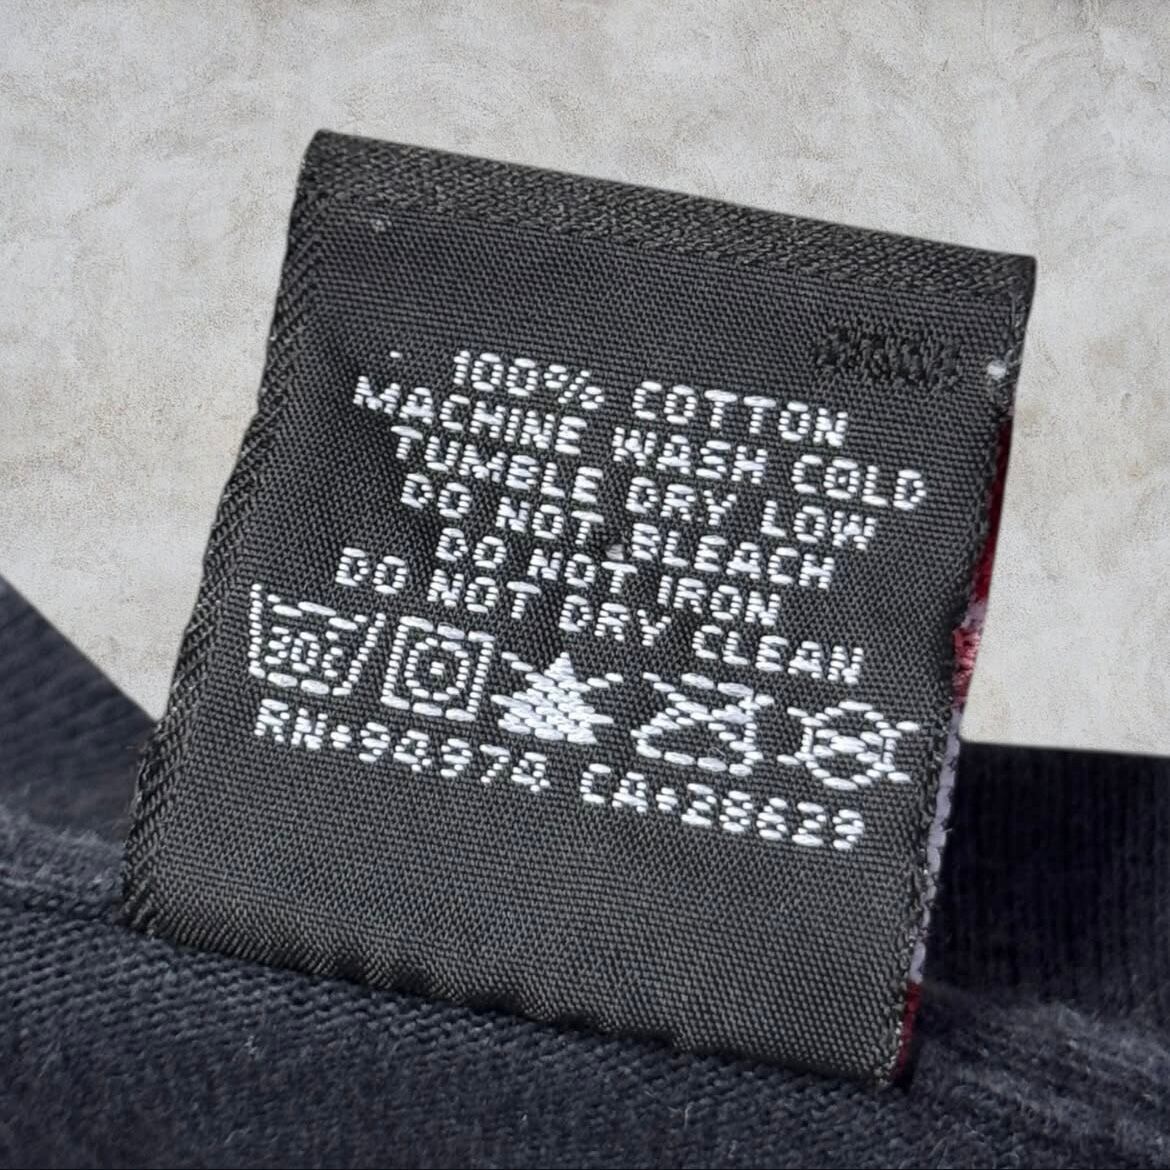 100% COTTON
MACHINE WASH COLD
TUMBLE DRY LOW
DO NOT BLEACH
DO NOT IRON
DO NOT DRY CLEAN
RN•94974 CA•28629